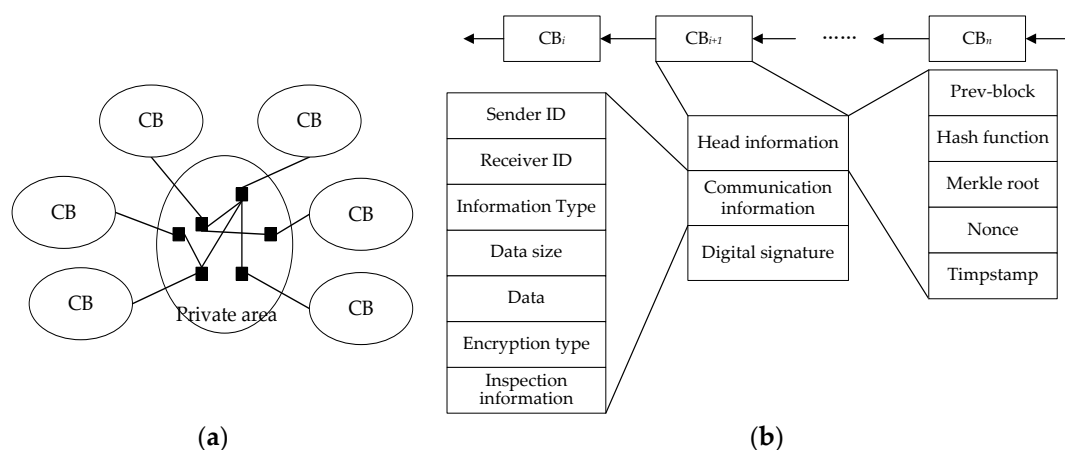 CB
CB
CB
CB
CB
CB
Private area
(a)
CBi
CBi+1
......
CBn
Sender ID
Receiver ID
Information Type
Data size
Data
Encryption type
Inspection
information
Head information
Communication
information
Digital signature
Prev-block
Hash function
Merkle root
Nonce
Timpstamp
(b)